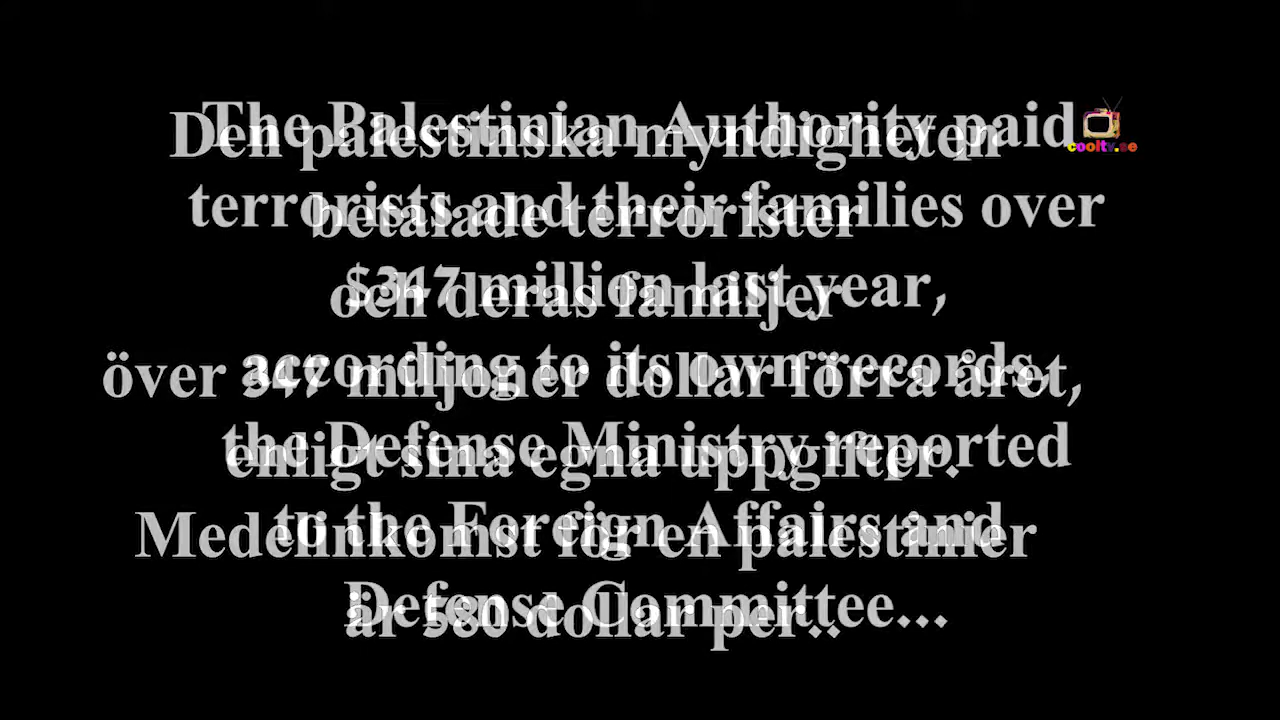 The Palestinian Authority paid
terrorists and their families over
$347 million last year,
according to its own records,
the Defense Ministry reported
to the Foreign Affairs and
Defense Committee...
Den palestinska myndigheten
betalade terrorister
och deras familjer
över 347 miljoner dollar förra året,
enligt sina egna uppgifter.
Medelinkomst för en palestinier
är 580 dollar per..
cooltv.se